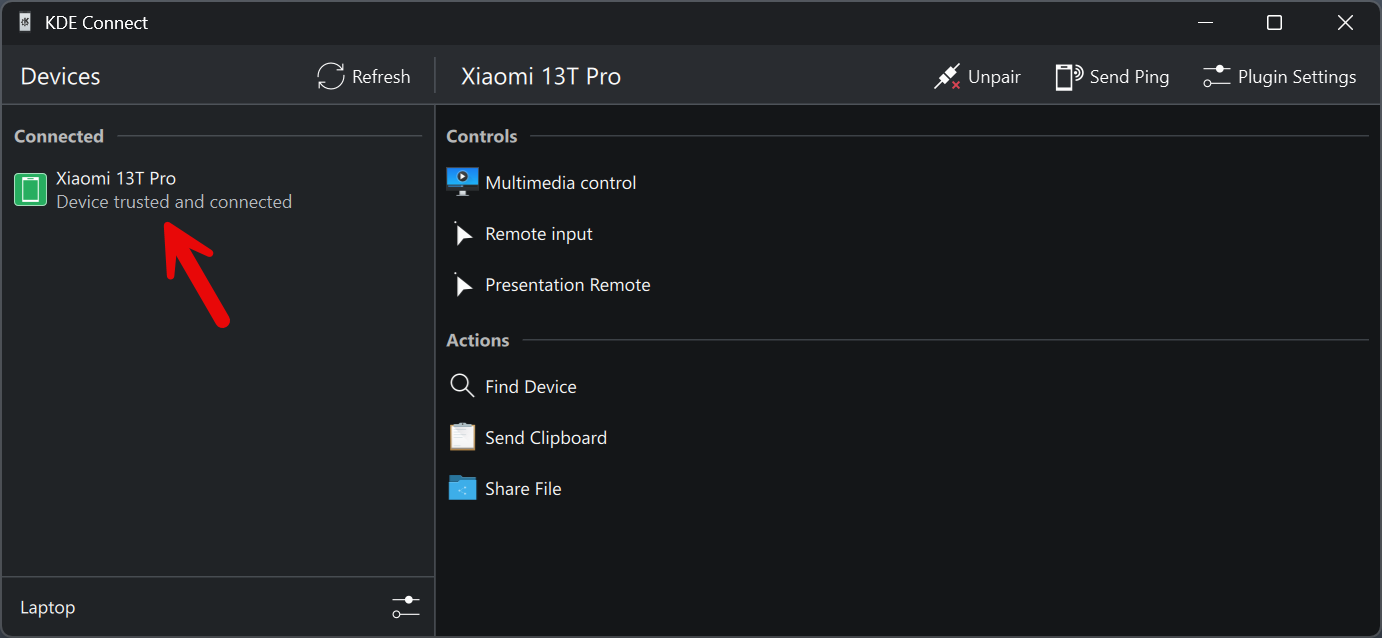 KDE Connect
Devices
Refresh
Xiaomi 13T Pro
Unpair
Send Ping
Plugin Settings
Connected
Xiaomi 13T Pro
Device trusted and connected
Laptop
Controls
Multimedia control
Remote input
Presentation Remote
Actions
Find Device
Send Clipboard
Share File